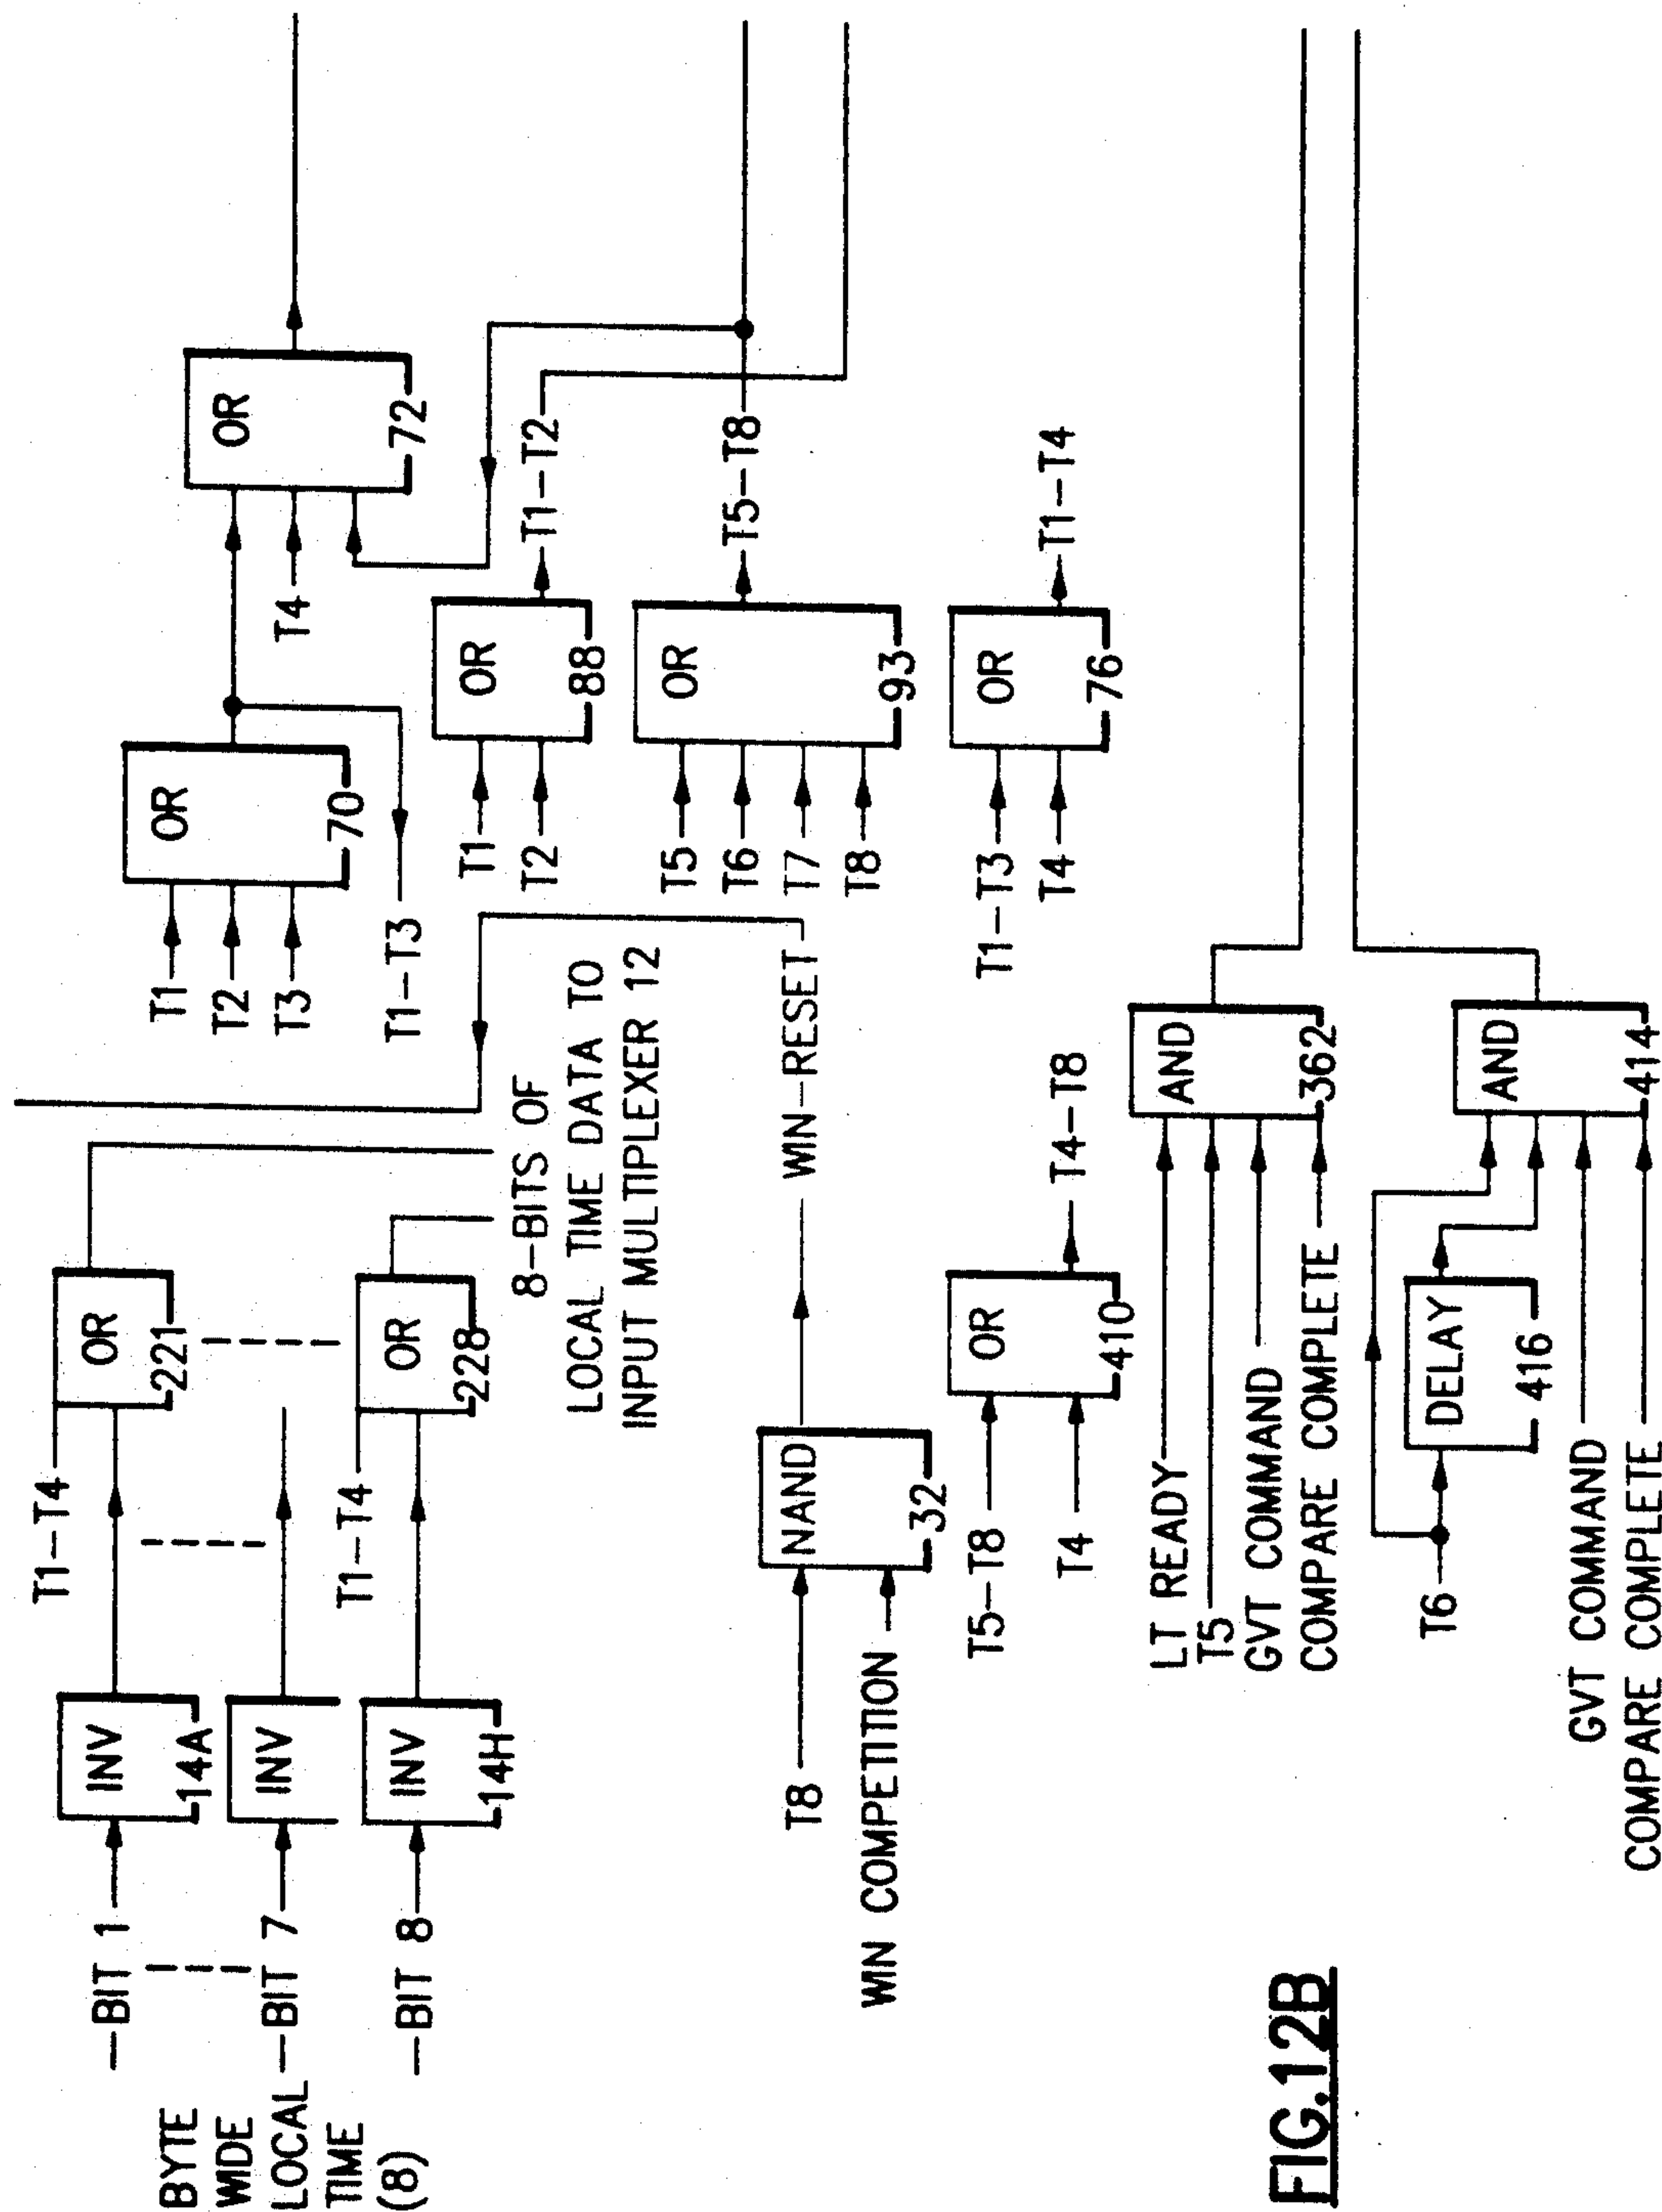 BYTE
WIDE
LOCAL
TIME
(8)
—BIT 1
—BIT 7
—BIT 8
INV
14A
INV
INV
14H
T1—T4
OR
221
T1—T4
OR
228
8—BITS OF
LOCAL TIME DATA TO
INPUT MULTIPLEXER 12
T1
T2
T3
OR
70
T1—T3
T4
OR
72
T1
T2
OR
88
T1—T2
T5
T6
T7
T8
OR
93
T5—T8
T1—T3
T4
OR
76
T1—T4
T8
WIN COMPETITION
NAND
32
WIN—RESET
T5—T8
T4
OR
410
T4—T8
LT READY
T5
GVT COMMAND
COMPARE COMPLETE
AND
362
T6
DELAY
416
GVT COMMAND
COMPARE COMPLETE
AND
414
FIG.12B